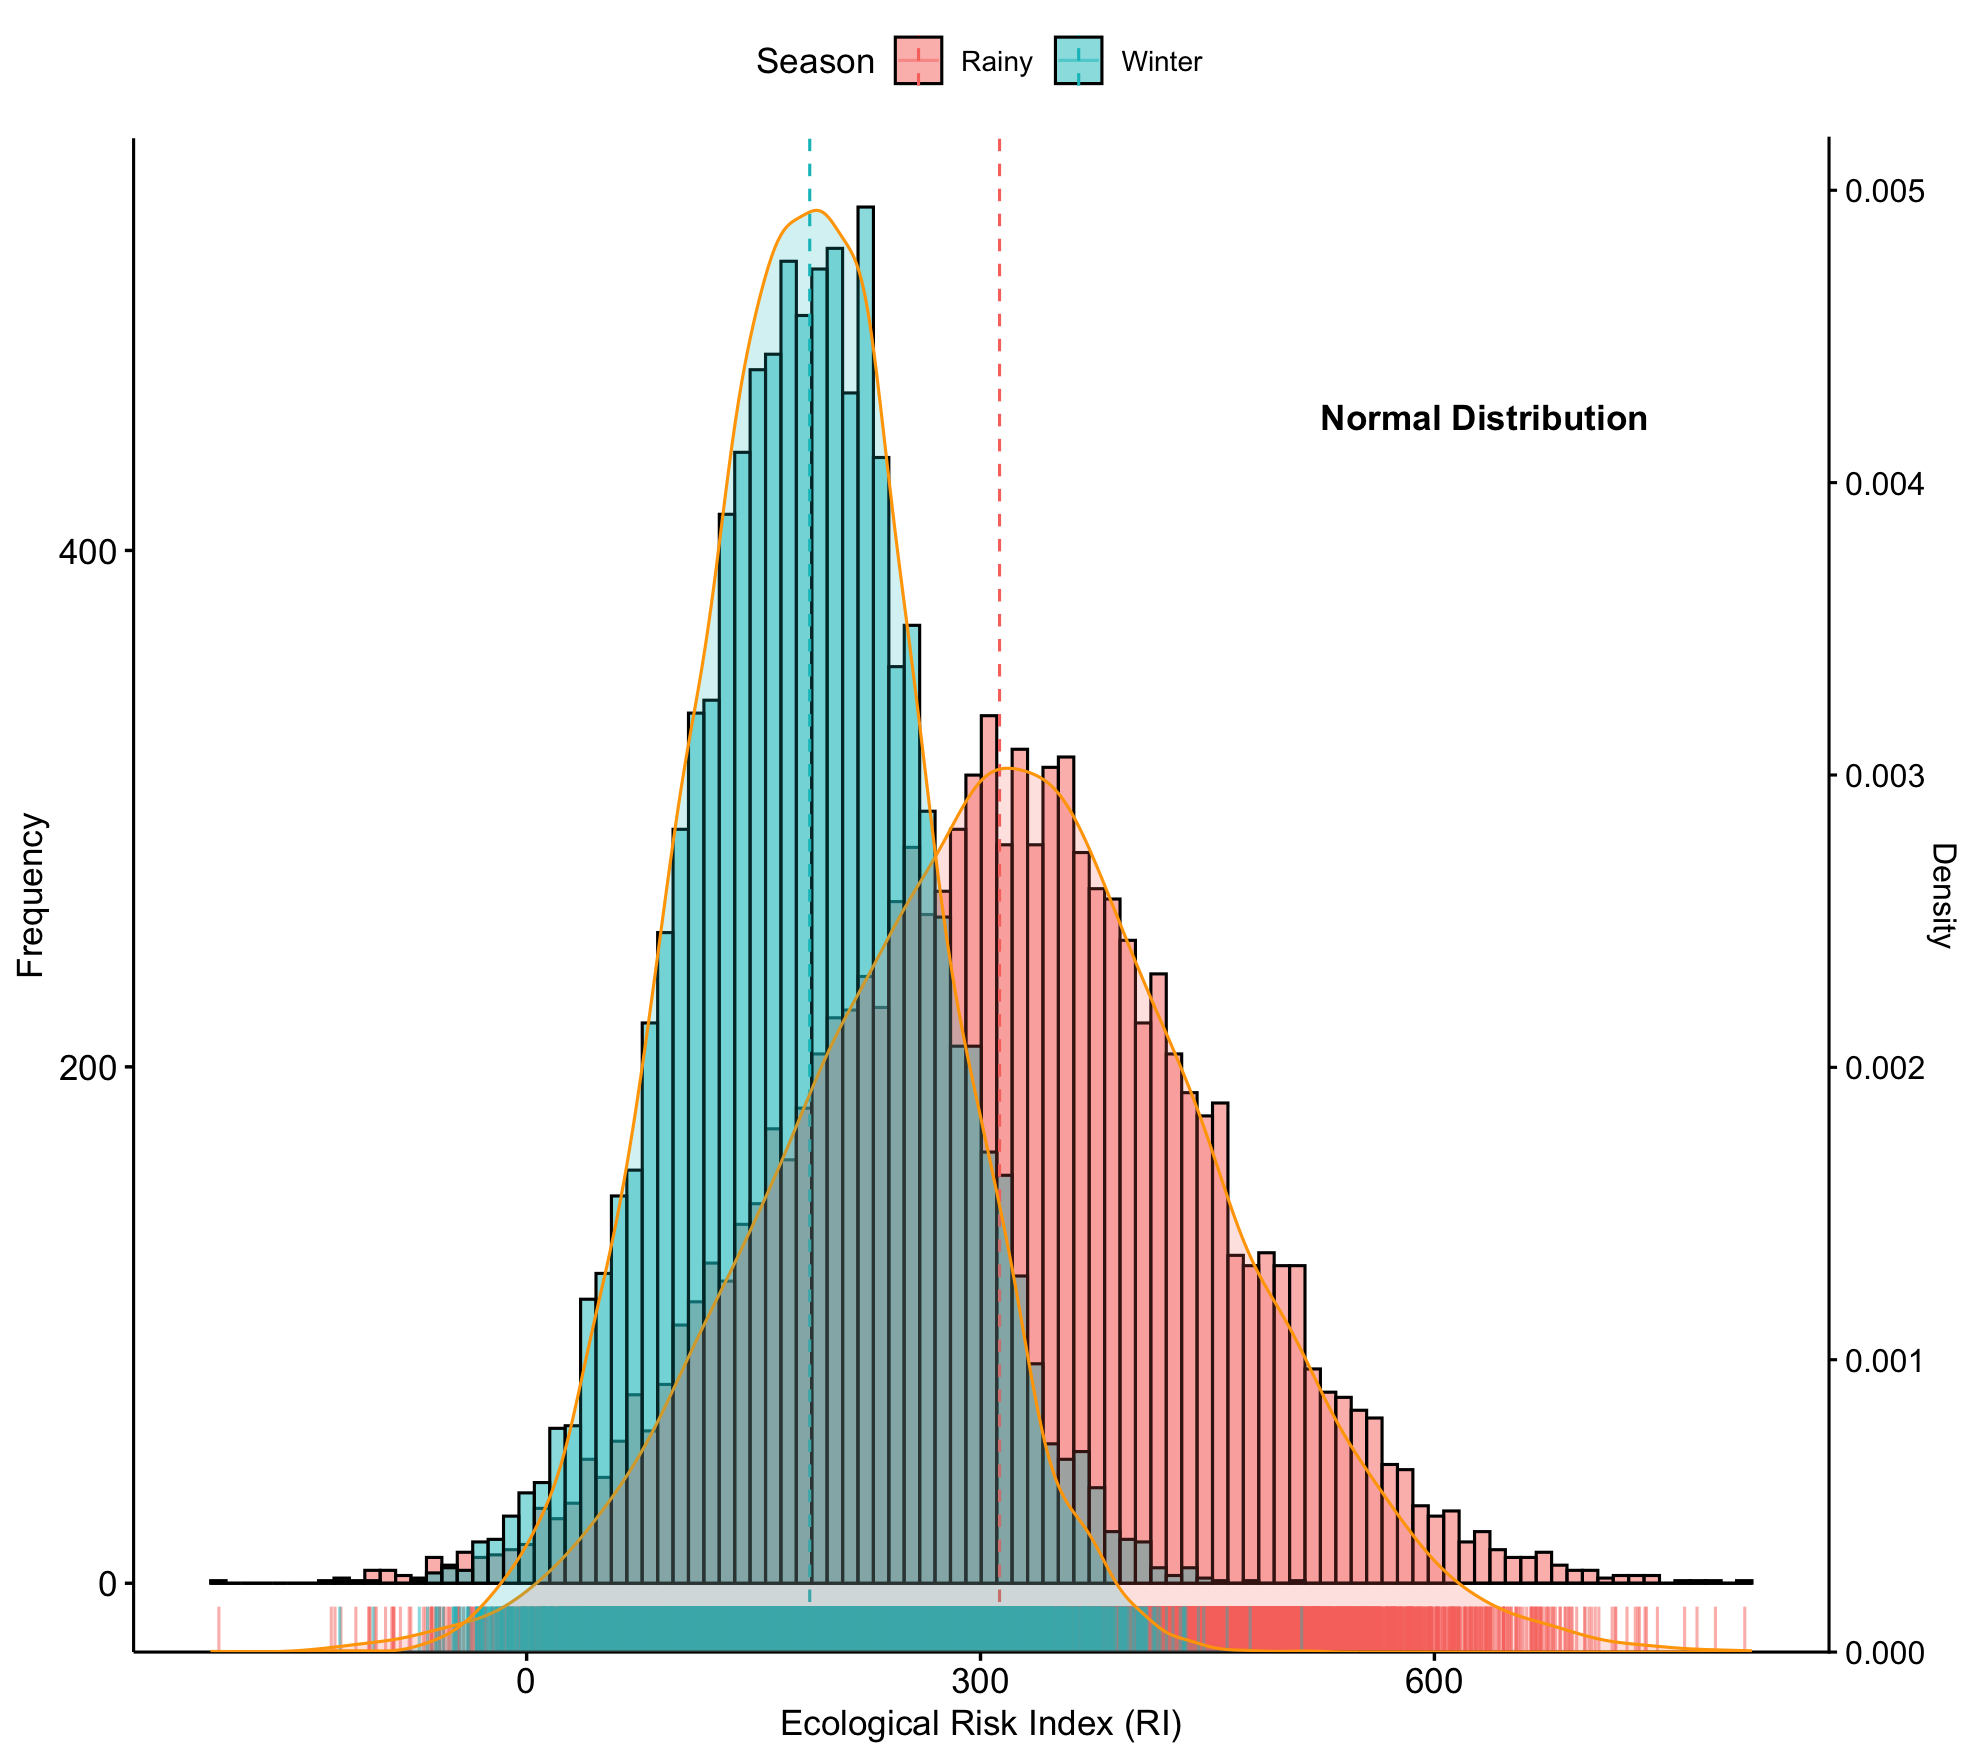 Season Rainy Winter
Normal Distribution
Frequency
400
200
0
0.005
0.004
0.003
0.002
0.001
0.000
Density
0 300 600
Ecological Risk Index (RI)